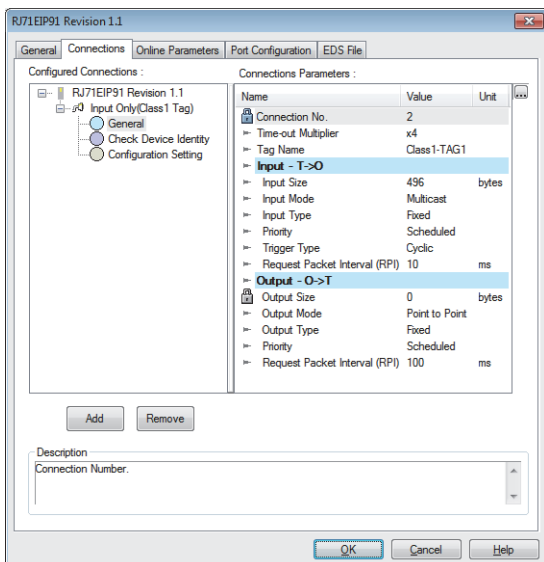 RJ71EIP91 Revision 1.1
General Connections Online Parameters Port Configuration EDS File
Configured Connections :
RJ71EIP91 Revision 1.1
Input Only(Class1 Tag)
General
Check Device Identity
Configuration Setting
Connections Parameters :
Name Value Unit
Connection No. 2
Time-out Multiplier x4
Tag Name Class1-TAG1
Input - T->O
Input Size 496 bytes
Input Mode Multicast
Input Type Fixed
Priority Scheduled
Trigger Type Cyclic
Request Packet Interval (RPI) 10 ms
Output - O->T
Output Size 0 bytes
Output Mode Point to Point
Output Type Fixed
Priority Scheduled
Request Packet Interval (RPI) 100 ms
...
Add Remove
Description
Connection Number.
OK Cancel Help